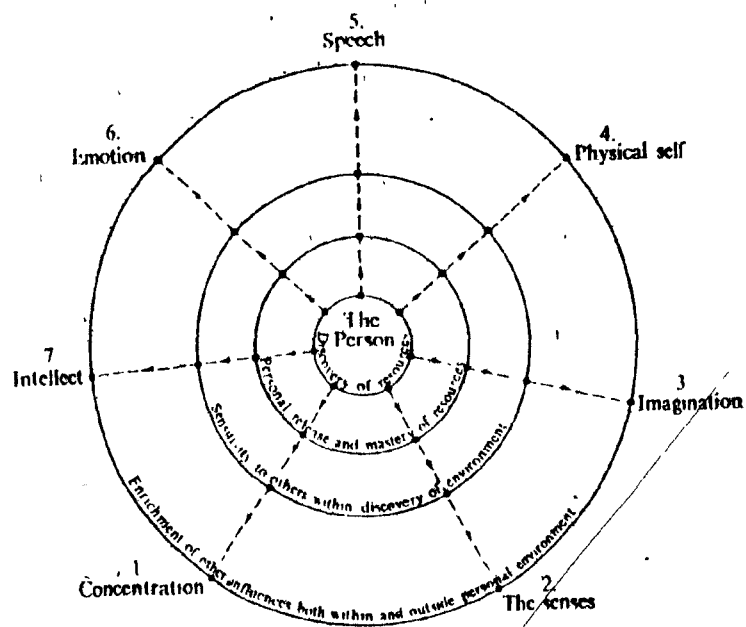 5.
Speech
6.
Emotion
4.
Physical self
The
Person
Discovery of resources
Personal release and mastery of resources
Sensitivity to others within discovery of environment
Enrichment of other influences both within and outside personal environment
7
Intellect
3
Imagination
1
Concentration
2.
The senses